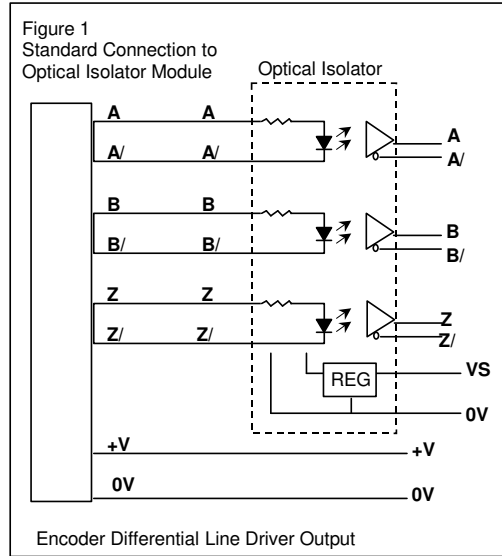 Figure 1
Standard Connection to
Optical Isolator Module
Optical Isolator
A A
A
A/ A/
A/
B B
B
B/ B/
B/
Z Z
Z
Z/ Z/
Z/
REG
VS
0V
+V
+V
0V
0V
Encoder Differential Line Driver Output